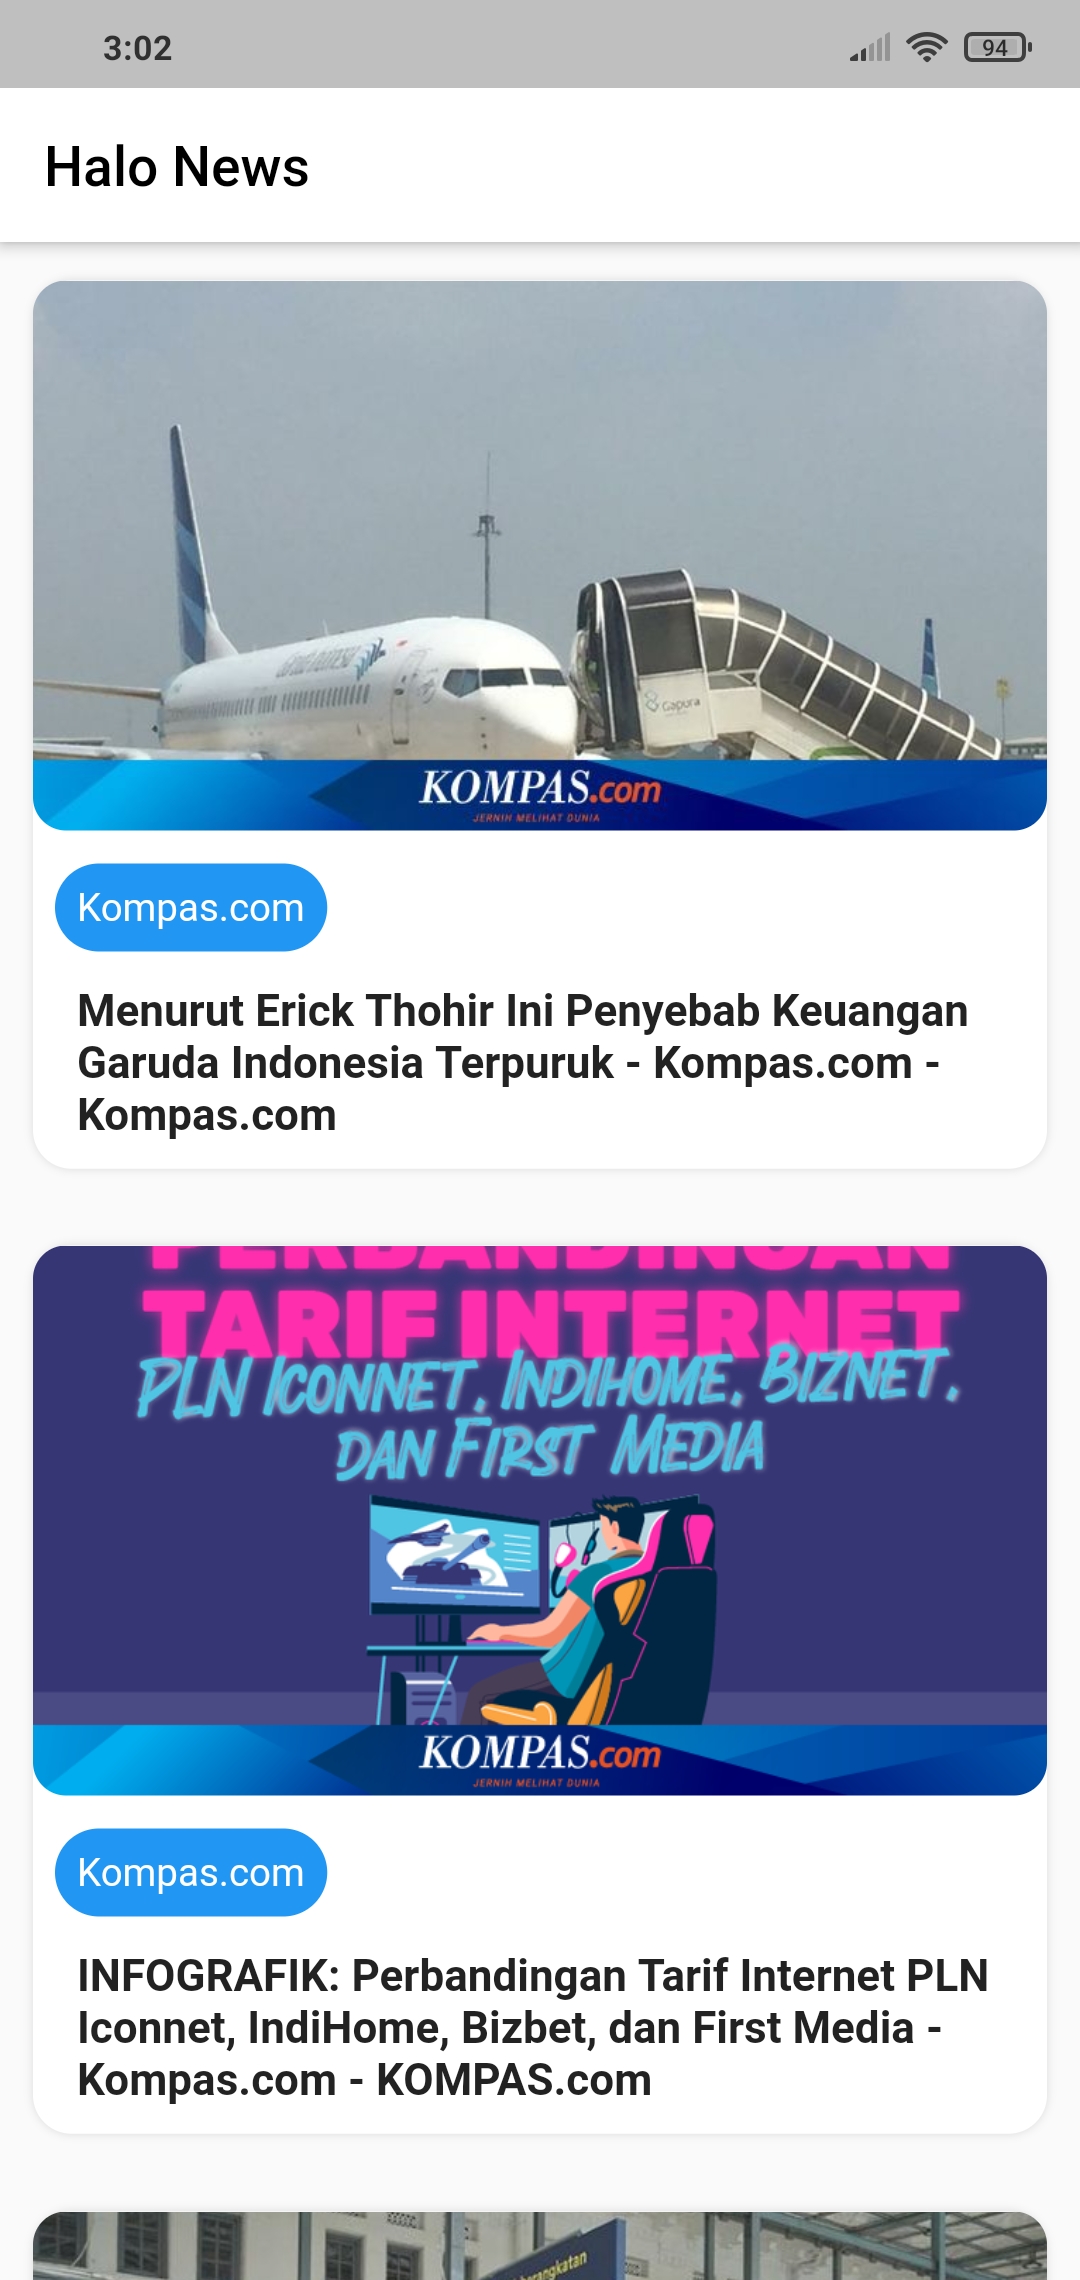 3:02
94
Halo News
Gapura
KOMPAS.com
JERNIH MELIHAT DUNIA
Kompas.com
Menurut Erick Thohir Ini Penyebab Keuangan
Garuda Indonesia Terpuruk - Kompas.com -
Kompas.com
PERBANDINGAN
TARIF INTERNET
PLN ICONNET, INDIHOME, BIZNET,
DAN FIRST MEDIA
KOMPAS.com
JERNIH MELIHAT DUNIA
Kompas.com
INFOGRAFIK: Perbandingan Tarif Internet PLN
Iconnet, IndiHome, Bizbet, dan First Media -
Kompas.com - KOMPAS.com